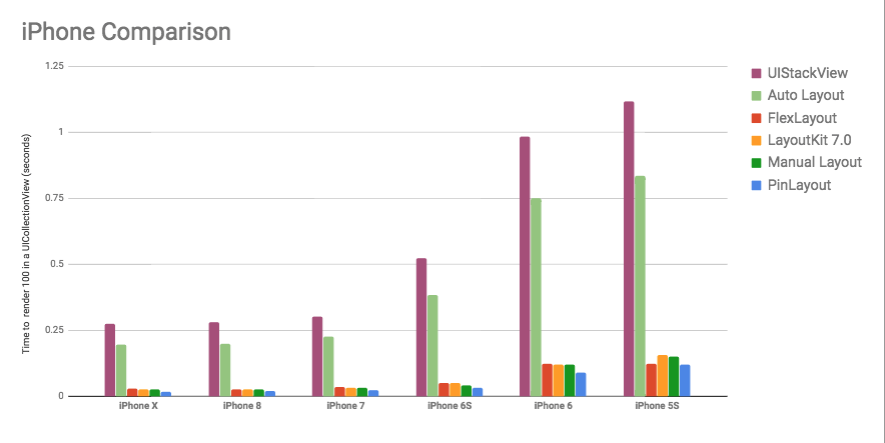 iPhone Comparison
Time to render 100 in a UICollectionView (seconds)
1.25
1
0.75
0.5
0.25
0
iPhone X
iPhone 8
iPhone 7
iPhone 6S
iPhone 6
iPhone 5S
UIStackView
Auto Layout
FlexLayout
LayoutKit 7.0
Manual Layout
PinLayout